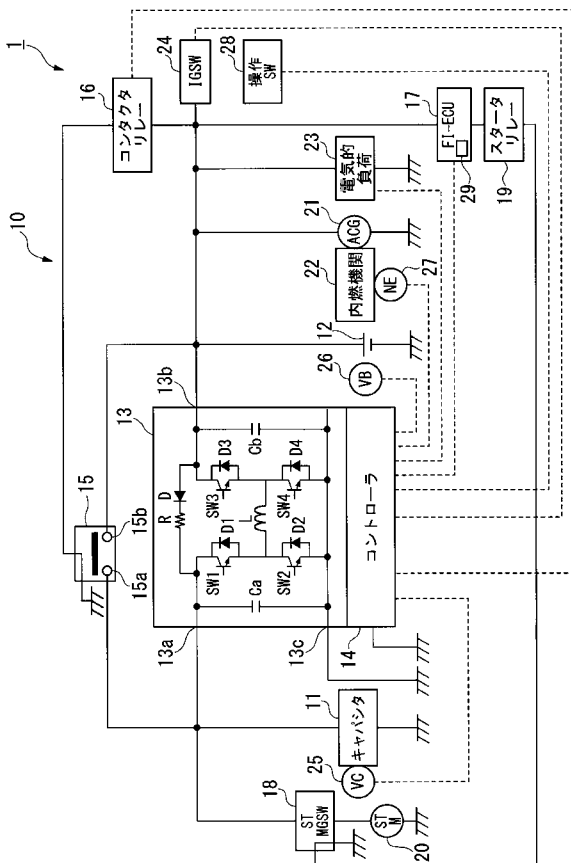 1
10
16
コンタクタ
リレー
24
IGSW
28
操作
SW
15
15a
15b
13
13a
13b
13c
R
D
SW1
D1
SW3
D3
SW2
D2
SW4
D4
L
Ca
Cb
14
コントローラ
26
VB
12
21
ACG
22
内燃機関
27
NE
23
電気的
負荷
17
FI-ECU
29
スタータ
リレー
19
11
キャパシタ
25
VC
18
ST
MGSW
ST
M
20